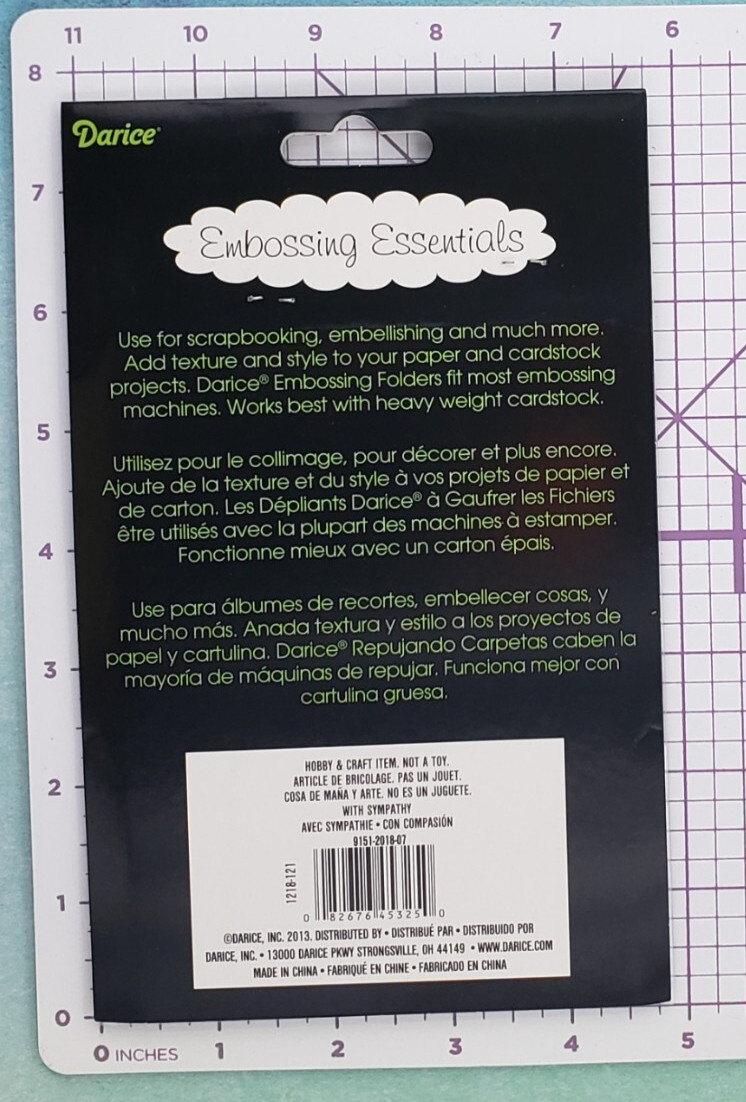 11 10 9 8 7 6
8
Darice®
7
Embossing Essentials
6
Use for scrapbooking, embellishing and much more.
Add texture and style to your paper and cardstock
projects. Darice® Embossing Folders fit most embossing
machines. Works best with heavy weight cardstock.
5
Utilisez pour le collimage, pour décorer et plus encore.
Ajoute de la texture et du style à vos projets de papier et
de carton. Les Dépliants Darice® à Gaufrer les Fichiers
être utilisés avec la plupart des machines à estamper.
Fonctionne mieux avec un carton épais.
4
Use para álbumes de recortes, embellecer cosas, y
mucho más. Anada textura y estilo a los proyectos de
papel y cartulina. Darice® Repujando Carpetas caben la
mayoría de máquinas de repujar. Funciona mejor con
cartulina gruesa.
3
HOBBY & CRAFT ITEM. NOT A TOY.
ARTICLE DE BRICOLAGE. PAS UN JOUET.
COSA DE MAÑA Y ARTE. NO ES UN JUGUETE.
2
WITH SYMPATHY
AVEC SYMPATHIE • CON COMPASIÓN
9151-2018-07
1218-121
0 82676 45325 0
1
©DARICE, INC. 2013. DISTRIBUTED BY • DISTRIBUÉ PAR • DISTRIBUIDO POR
DARICE, INC. • 13000 DARICE PKWY STRONGSVILLE, OH 44149 • WWW.DARICE.COM
MADE IN CHINA • FABRIQUÉ EN CHINE • FABRICADO EN CHINA
0
0 INCHES 1 2 3 4 5